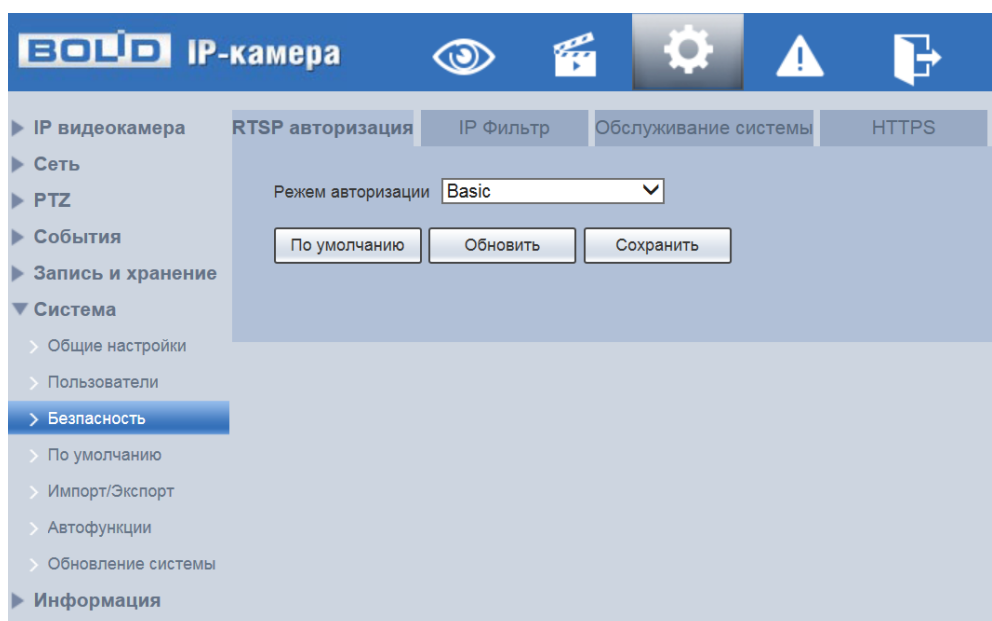 BOLID IP-камера
IP видеокамера
Сеть
PTZ
События
Запись и хранение
Система
Общие настройки
Пользователи
Безпасность
По умолчанию
Импорт/Экспорт
Автофункции
Обновление системы
Информация
RTSP авторизация IP Фильтр Обслуживание системы HTTPS
Режем авторизации Basic
По умолчанию Обновить Сохранить